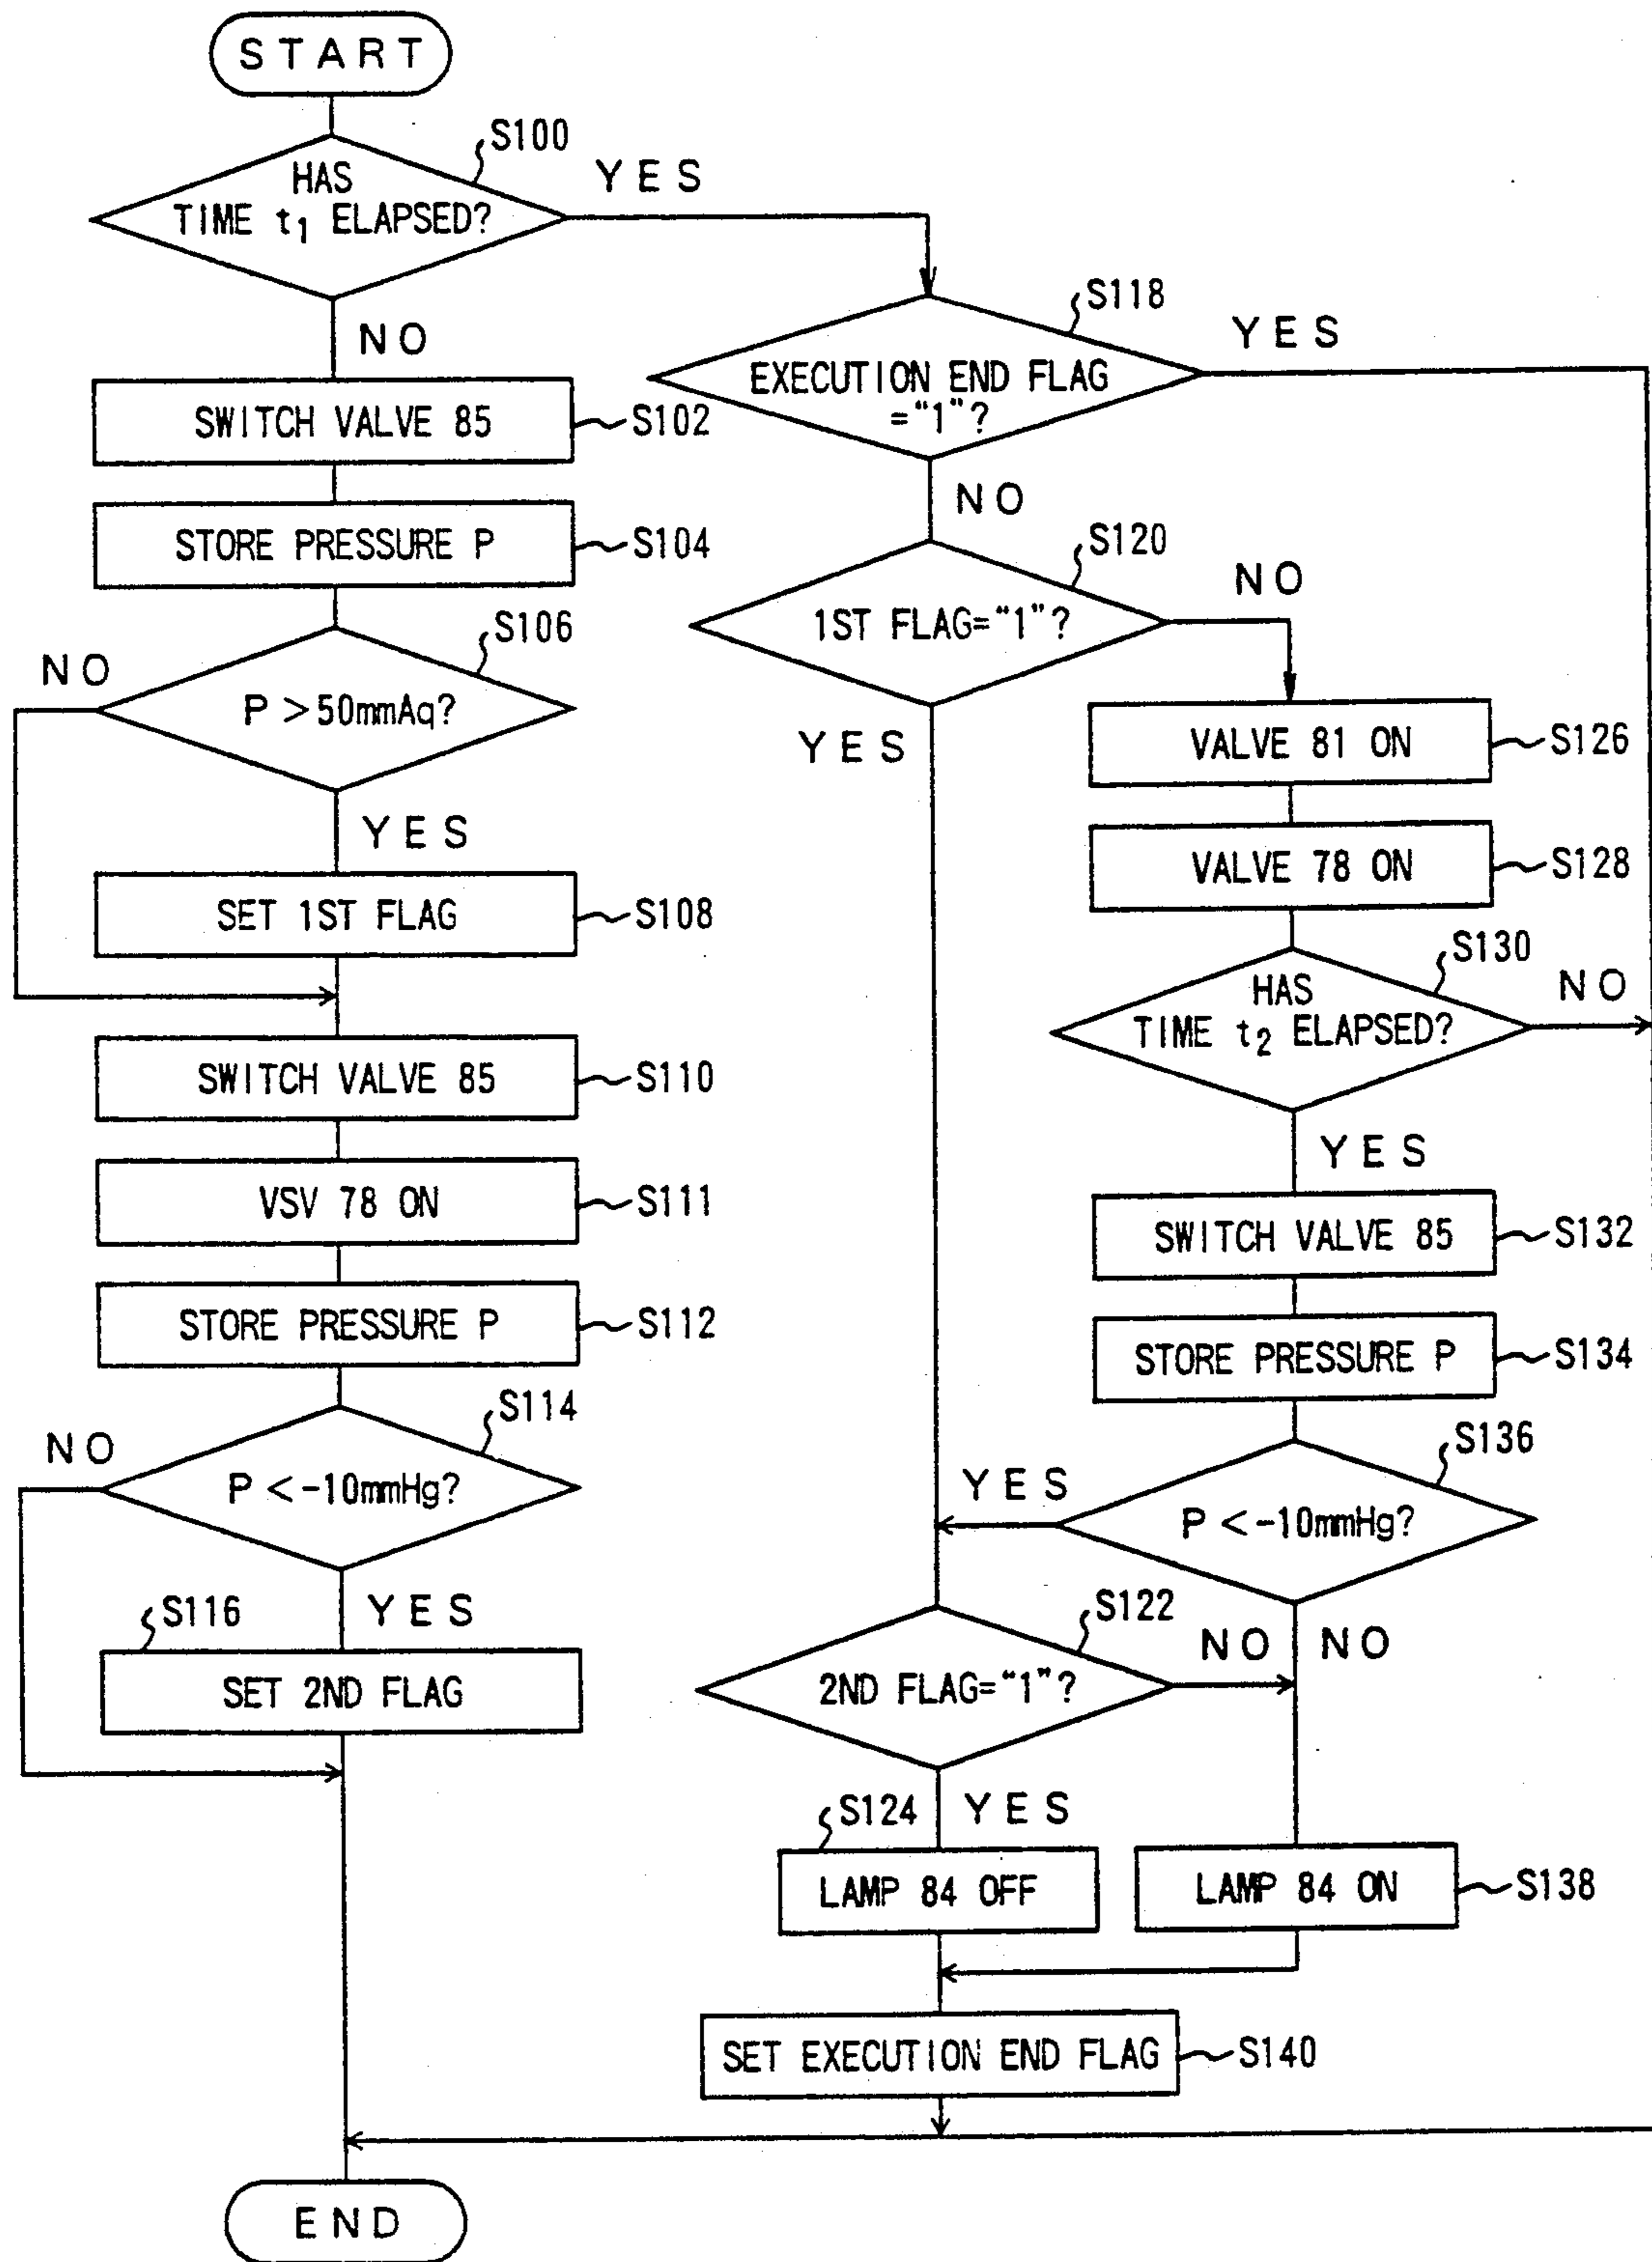 START
S100
HAS
TIME t1 ELAPSED?
YES
NO
SWITCH VALVE 85
S102
STORE PRESSURE P
S104
S106
NO
P >50mmAq?
YES
SET 1ST FLAG
S108
SWITCH VALVE 85
S110
VSV 78 ON
S111
STORE PRESSURE P
S112
S114
NO
P <-10mmHg?
S116
YES
SET 2ND FLAG
S118
YES
EXECUTION END FLAG
="1"?
NO
S120
NO
1ST FLAG="1"?
YES
VALVE 81 ON
S126
VALVE 78 ON
S128
S130
HAS
NO
TIME t2 ELAPSED?
YES
SWITCH VALVE 85
S132
STORE PRESSURE P
S134
S136
YES
P <-10mmHg?
S122
NO
NO
2ND FLAG="1"?
S124
YES
LAMP 84 OFF
LAMP 84 ON
S138
SET EXECUTION END FLAG
S140
END